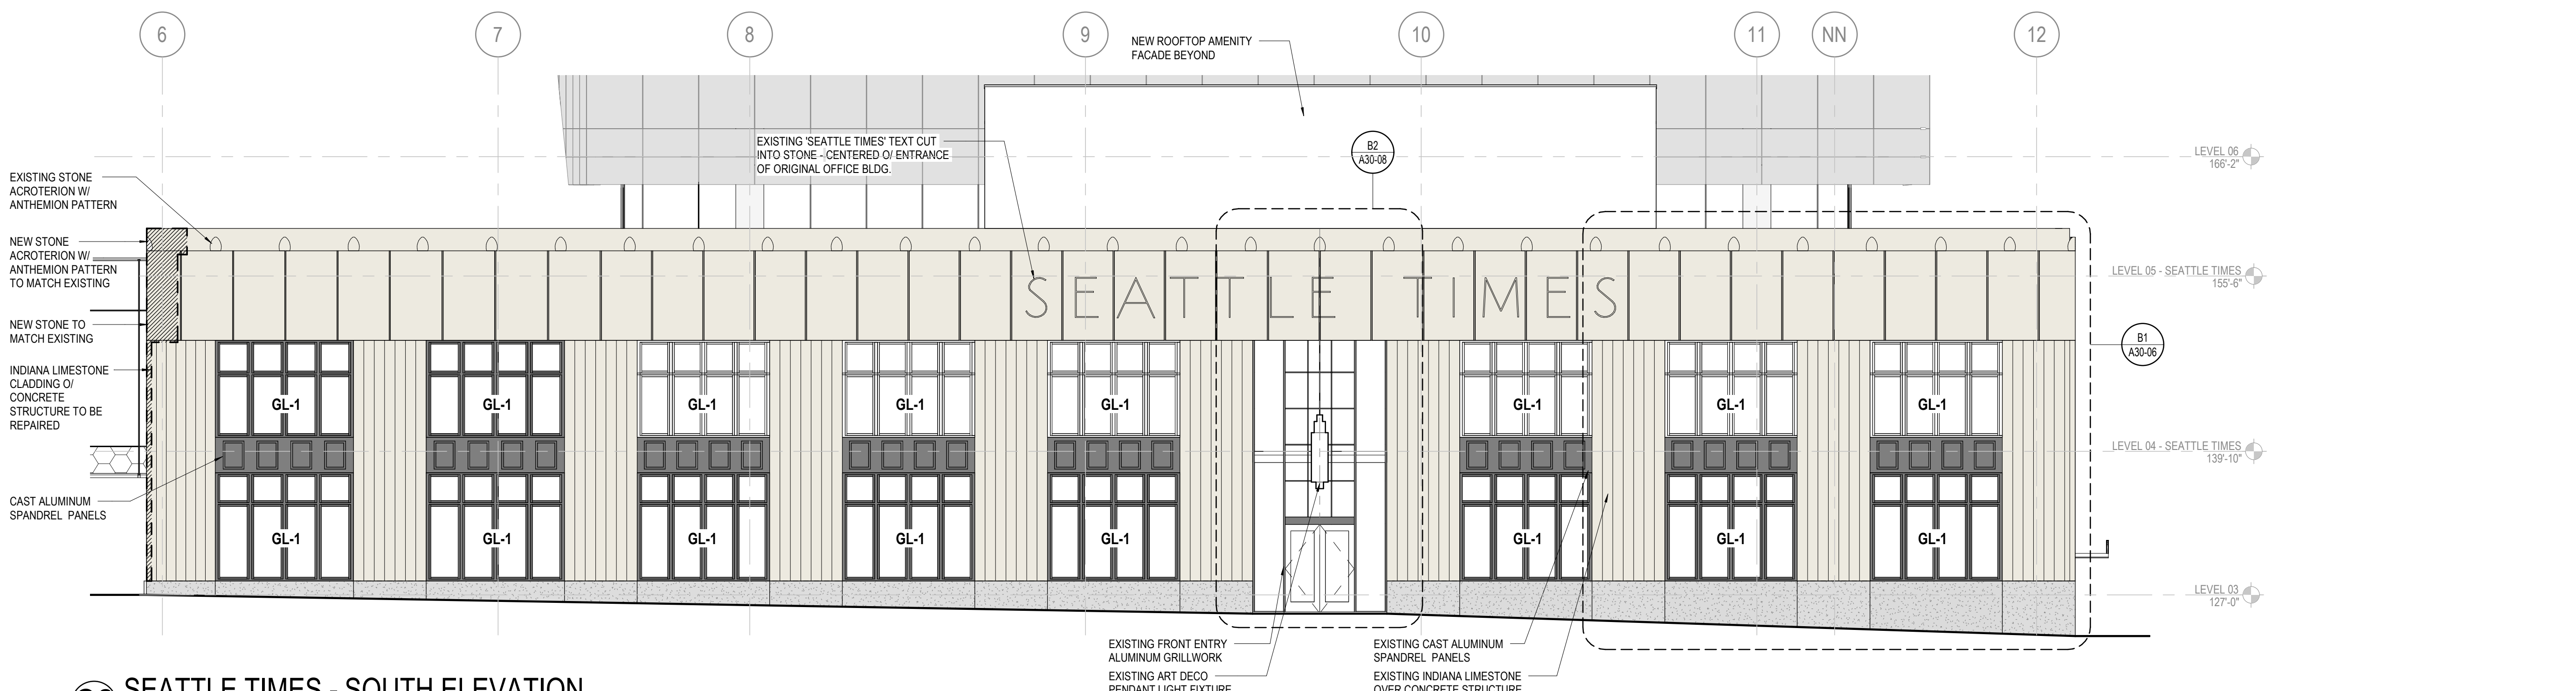 6
7
8
9
10
11
NN
12
NEW ROOFTOP AMENITY
FACADE BEYOND
EXISTING 'SEATTLE TIMES' TEXT CUT
INTO STONE - CENTERED O/ ENTRANCE
OF ORIGINAL OFFICE BLDG.
B2
A30-08
LEVEL 06
166'-2"
EXISTING STONE
ACROTERION W/
ANTHEMION PATTERN
NEW STONE
ACROTERION W/
ANTHEMION PATTERN
TO MATCH EXISTING
LEVEL 05 - SEATTLE TIMES
155'-6"
SEATTLE TIMES
NEW STONE TO
MATCH EXISTING
B1
A30-06
INDIANA LIMESTONE
CLADDING O/
CONCRETE
STRUCTURE TO BE
REPAIRED
GL-1
GL-1
GL-1
GL-1
GL-1
GL-1
GL-1
GL-1
LEVEL 04 - SEATTLE TIMES
139'-10"
CAST ALUMINUM
SPANDREL PANELS
GL-1
GL-1
GL-1
GL-1
GL-1
GL-1
GL-1
GL-1
LEVEL 03
127'-0"
EXISTING FRONT ENTRY
ALUMINUM GRILLWORK
EXISTING ART DECO
PENDANT LIGHT FIXTURE
EXISTING CAST ALUMINUM
SPANDREL PANELS
EXISTING INDIANA LIMESTONE
OVER CONCRETE STRUCTURE
SEATTLE TIMES - SOUTH ELEVATION